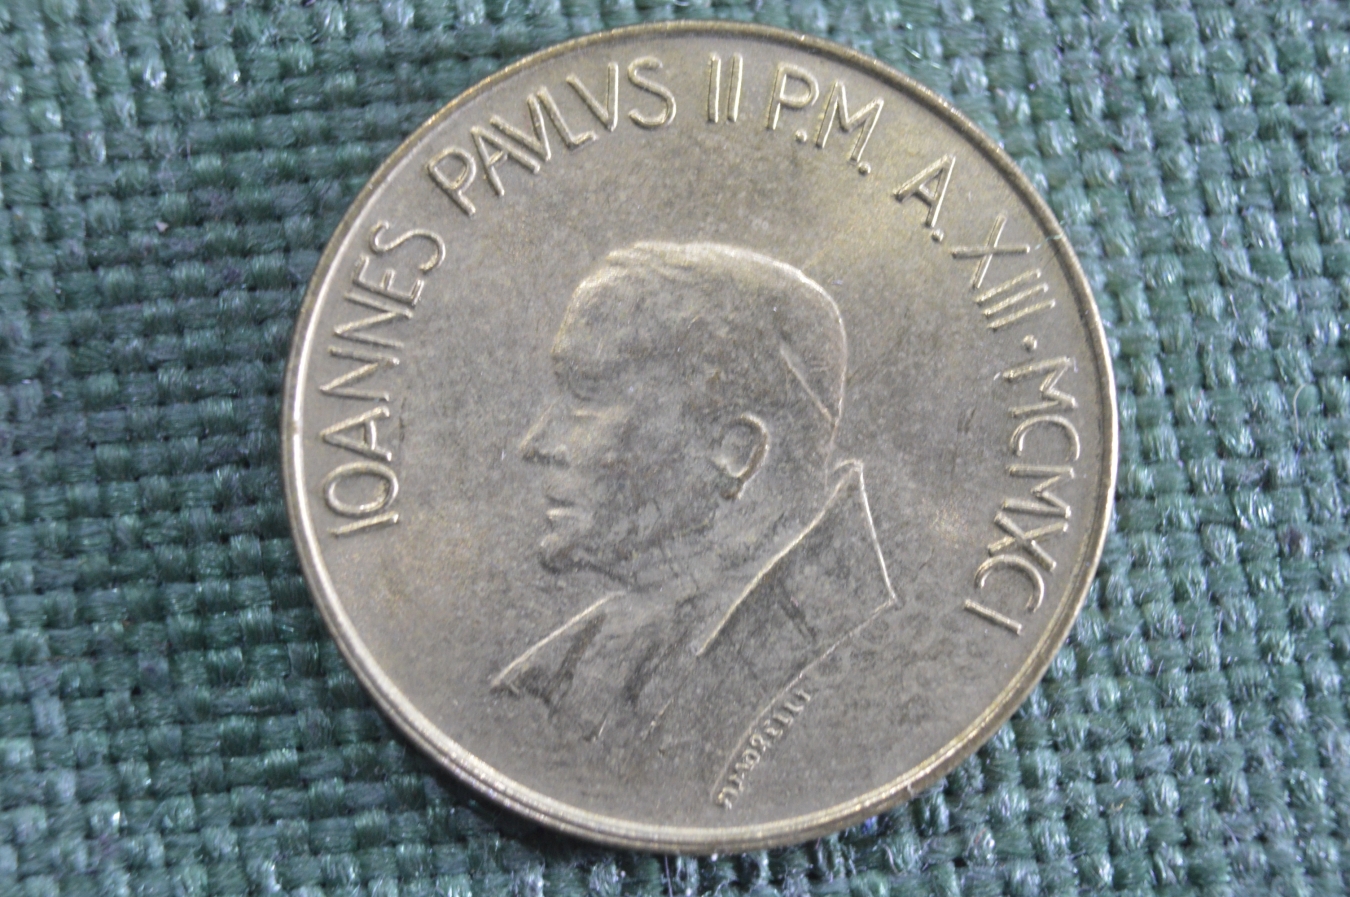 IOANNES PAVLVS II P.M. A. XIII · MCMXCI